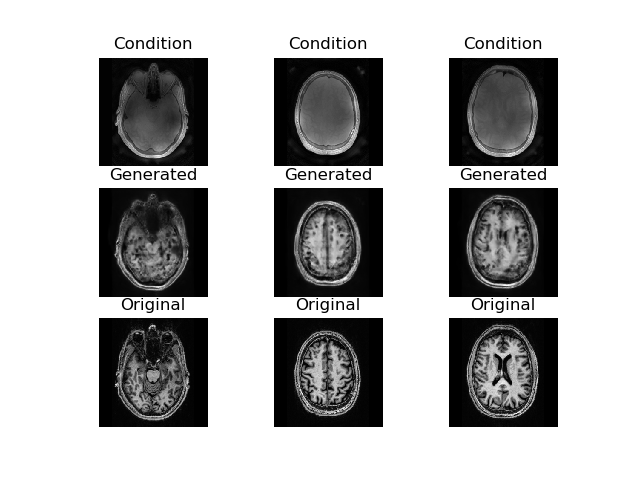 Condition Condition Condition
Generated Generated Generated
Original Original Original